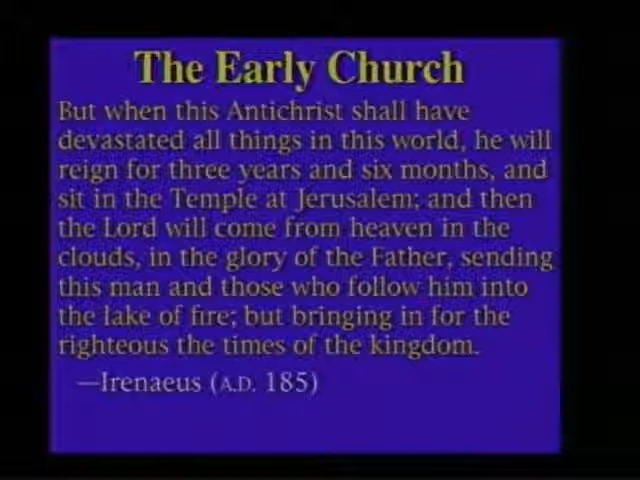 The Early Church
But when this Antichrist shall have
devastated all things in this world, he will
reign for three years and six months, and
sit in the Temple at Jerusalem; and then
the Lord will come from heaven in the
clouds, in the glory of the Father, sending
this man and those who follow him into
the lake of fire; but bringing in for the
righteous the times of the kingdom.
—Irenaeus (A.D. 185)